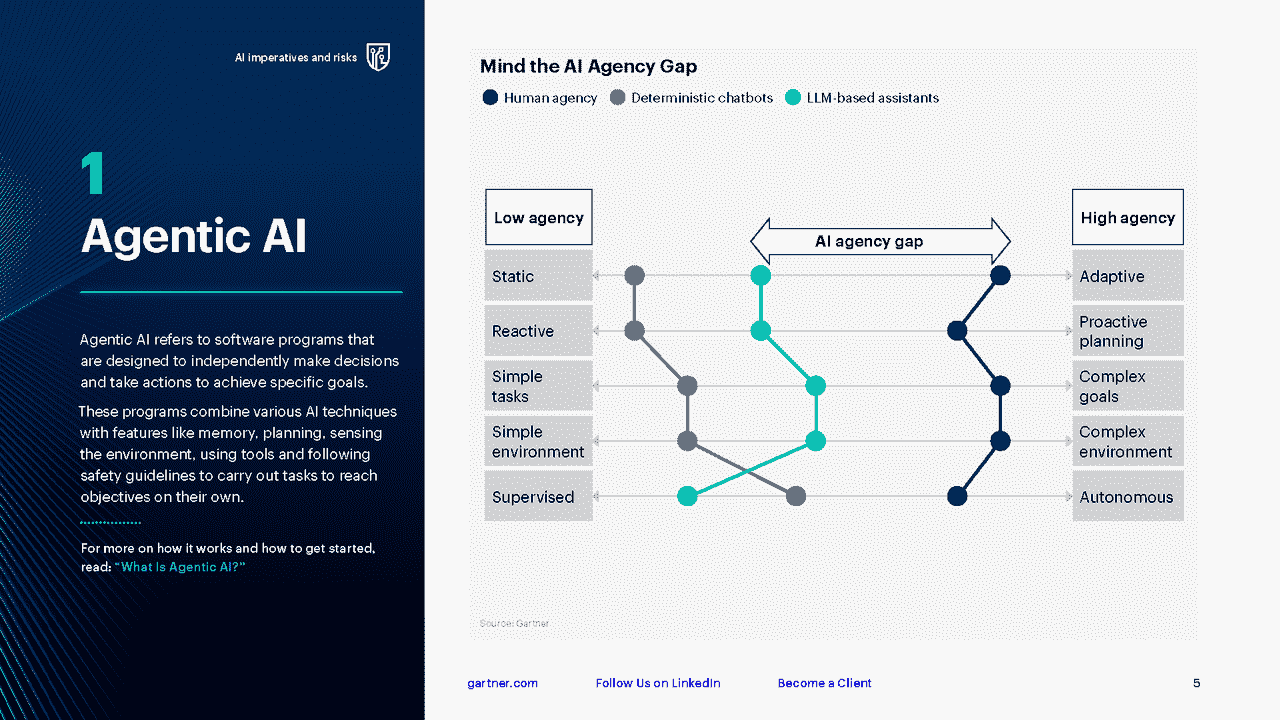 AI imperatives and risks
1
Agentic AI
Agentic AI refers to software programs that
are designed to independently make decisions
and take actions to achieve specific goals.
These programs combine various AI techniques
with features like memory, planning, sensing
the environment, using tools and following
safety guidelines to carry out tasks to reach
objectives on their own.
For more on how it works and how to get started,
read: “What Is Agentic AI?”
Mind the AI Agency Gap
Human agency
Deterministic chatbots
LLM-based assistants
Low agency
High agency
AI agency gap
Static
Adaptive
Reactive
Proactive
planning
Simple
tasks
Complex
goals
Simple
environment
Complex
environment
Supervised
Autonomous
Source: Gartner
gartner.com
Follow Us on LinkedIn
Become a Client
5